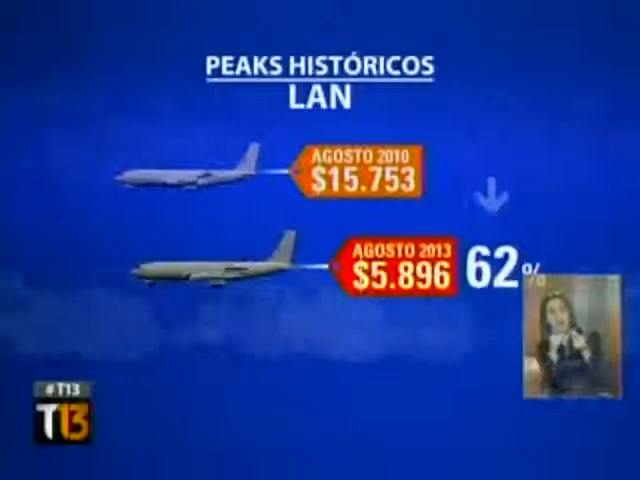 PEAKS HISTÓRICOS
LAN
AGOSTO 2010
$15.753
AGOSTO 2013
$5.896
62%
#T13
T13